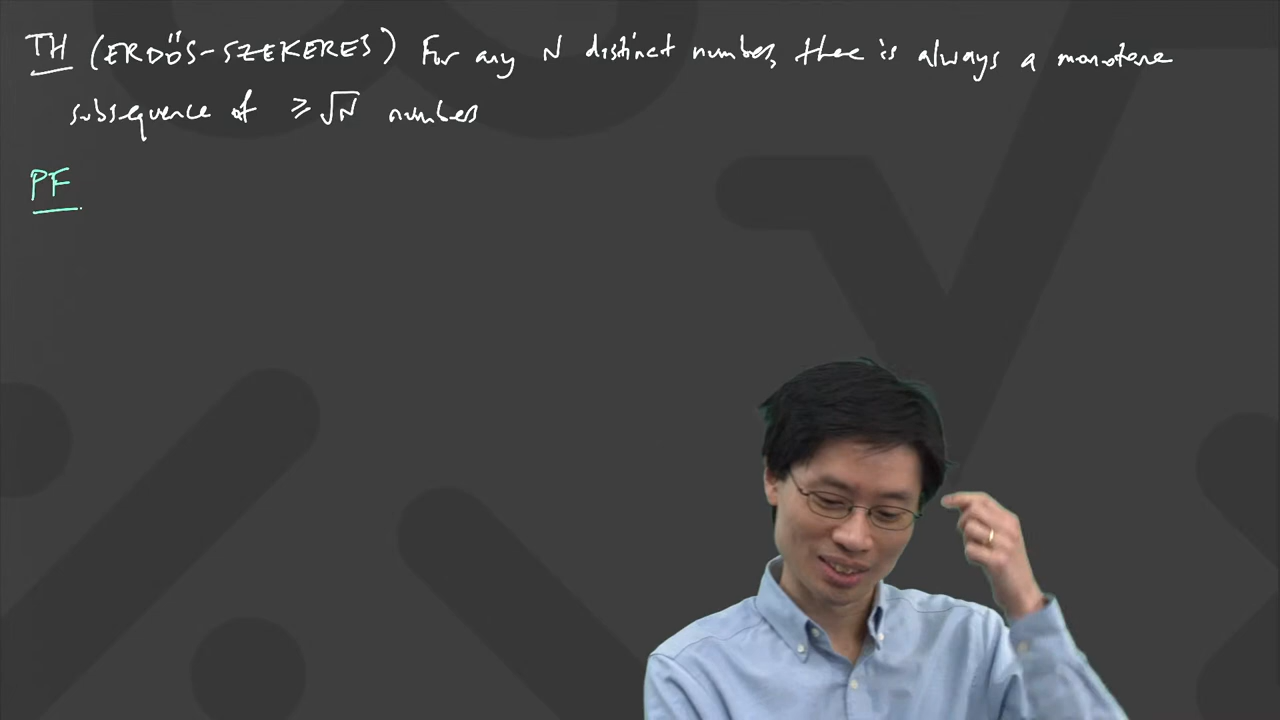 TH (ERDŐS-SZEKERES) For any N distinct numbers, there is always a monotone
subsequence of ≥ √N numbers
PF